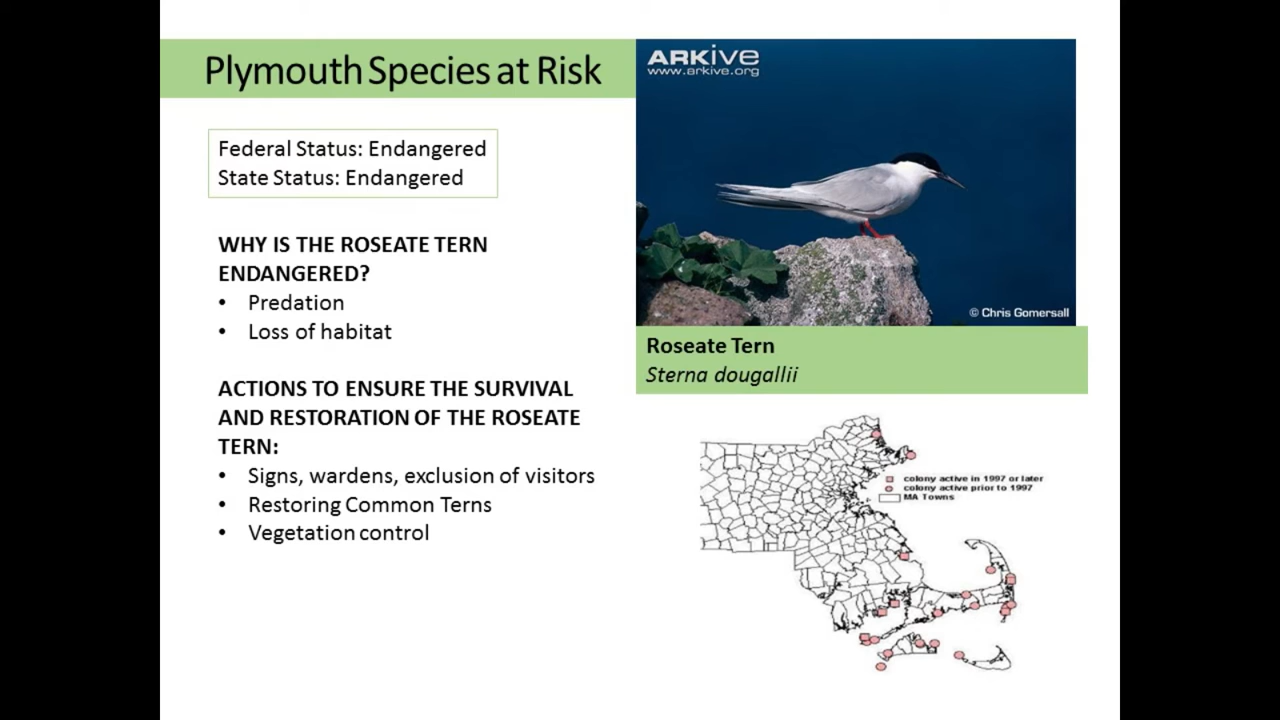 Plymouth Species at Risk
Federal Status: Endangered
State Status: Endangered
WHY IS THE ROSEATE TERN
ENDANGERED?
• Predation
• Loss of habitat
ACTIONS TO ENSURE THE SURVIVAL
AND RESTORATION OF THE ROSEATE
TERN:
• Signs, wardens, exclusion of visitors
• Restoring Common Terns
• Vegetation control
ARKive
www.arkive.org
© Chris Gomersall
Roseate Tern
Sterna dougallii
colony active in 1997 or later
colony active prior to 1997
MA Towns